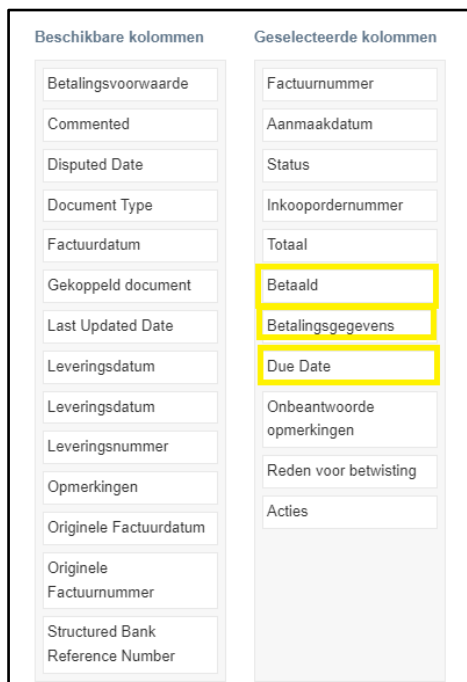 Beschikbare kolommen
Betalingsvoorwaarde
Commented
Disputed Date
Document Type
Factuurdatum
Gekoppeld document
Last Updated Date
Leveringsdatum
Leveringsdatum
Leveringsnummer
Opmerkingen
Originele Factuurdatum
Originele
Factuurnummer
Structured Bank
Reference Number
Geselecteerde kolommen
Factuurnummer
Aanmaakdatum
Status
Inkoopordernummer
Totaal
Betaald
Betalingsgegevens
Due Date
Onbeantwoorde
opmerkingen
Reden voor betwisting
Acties